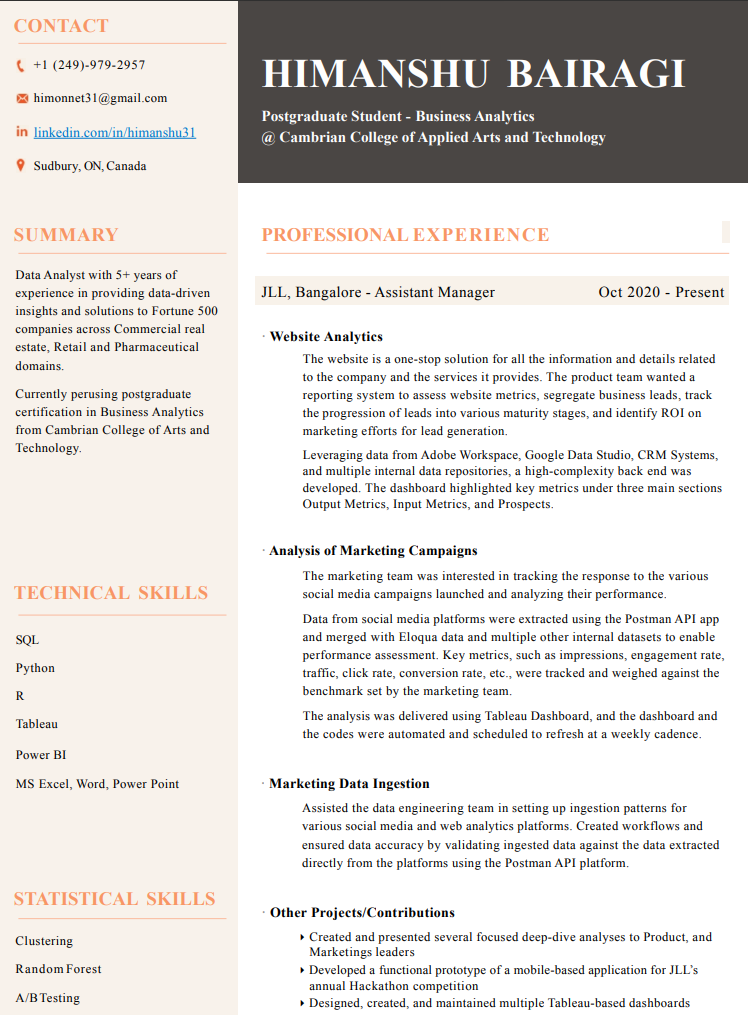 CONTACT
+1 (249)-979-2957
himonnet31@gmail.com
linkedin.com/in/himanshu31
Sudbury, ON, Canada
SUMMARY
Data Analyst with 5+ years of
experience in providing data-driven
insights and solutions to Fortune 500
companies across Commercial real
estate, Retail and Pharmaceutical
domains.
Currently perusing postgraduate
certification in Business Analytics
from Cambrian College of Arts and
Technology.
TECHNICAL SKILLS
SQL
Python
R
Tableau
Power BI
MS Excel, Word, Power Point
STATISTICAL SKILLS
Clustering
Random Forest
A/B Testing
HIMANSHU BAIRAGI
Postgraduate Student - Business Analytics
@ Cambrian College of Applied Arts and Technology
PROFESSIONAL EXPERIENCE
JLL, Bangalore - Assistant Manager Oct 2020 - Present
· Website Analytics
The website is a one-stop solution for all the information and details related
to the company and the services it provides. The product team wanted a
reporting system to assess website metrics, segregate business leads, track
the progression of leads into various maturity stages, and identify ROI on
marketing efforts for lead generation.
Leveraging data from Adobe Workspace, Google Data Studio, CRM Systems,
and multiple internal data repositories, a high-complexity back end was
developed. The dashboard highlighted key metrics under three main sections
Output Metrics, Input Metrics, and Prospects.
· Analysis of Marketing Campaigns
The marketing team was interested in tracking the response to the various
social media campaigns launched and analyzing their performance.
Data from social media platforms were extracted using the Postman API app
and merged with Eloqua data and multiple other internal datasets to enable
performance assessment. Key metrics, such as impressions, engagement rate,
traffic, click rate, conversion rate, etc., were tracked and weighed against the
benchmark set by the marketing team.
The analysis was delivered using Tableau Dashboard, and the dashboard and
the codes were automated and scheduled to refresh at a weekly cadence.
· Marketing Data Ingestion
Assisted the data engineering team in setting up ingestion patterns for
various social media and web analytics platforms. Created workflows and
ensured data accuracy by validating ingested data against the data extracted
directly from the platforms using the Postman API platform.
· Other Projects/Contributions
Created and presented several focused deep-dive analyses to Product, and
Marketings leaders
Developed a functional prototype of a mobile-based application for JLL’s
annual Hackathon competition
Designed, created, and maintained multiple Tableau-based dashboards